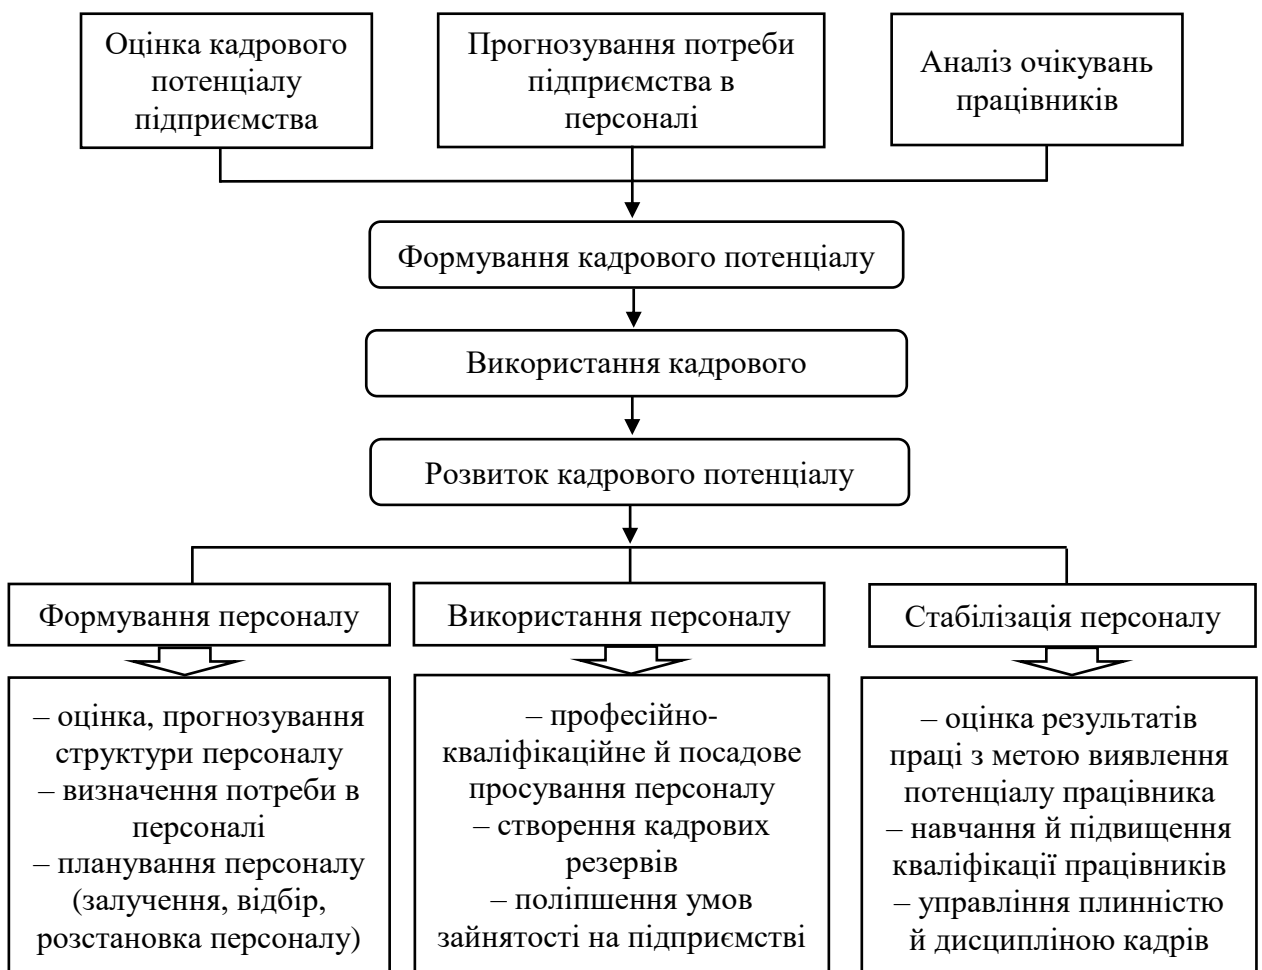 Оцінка кадрового
потенціалу
підприємства
Прогнозування потреби
підприємства в
персоналі
Аналіз очікувань
працівників
Формування кадрового потенціалу
Використання кадрового
Розвиток кадрового потенціалу
Формування персоналу
Використання персоналу
Стабілізація персоналу
– оцінка, прогнозування
структури персоналу
– визначення потреби в
персоналі
– планування персоналу
(залучення, відбір,
розстановка персоналу)
– професійно-
кваліфікаційне й посадове
просування персоналу
– створення кадрових
резервів
– поліпшення умов
зайнятості на підприємстві
– оцінка результатів
праці з метою виявлення
потенціалу працівника
– навчання й підвищення
кваліфікації працівників
– управління плинністю
й дисципліною кадрів